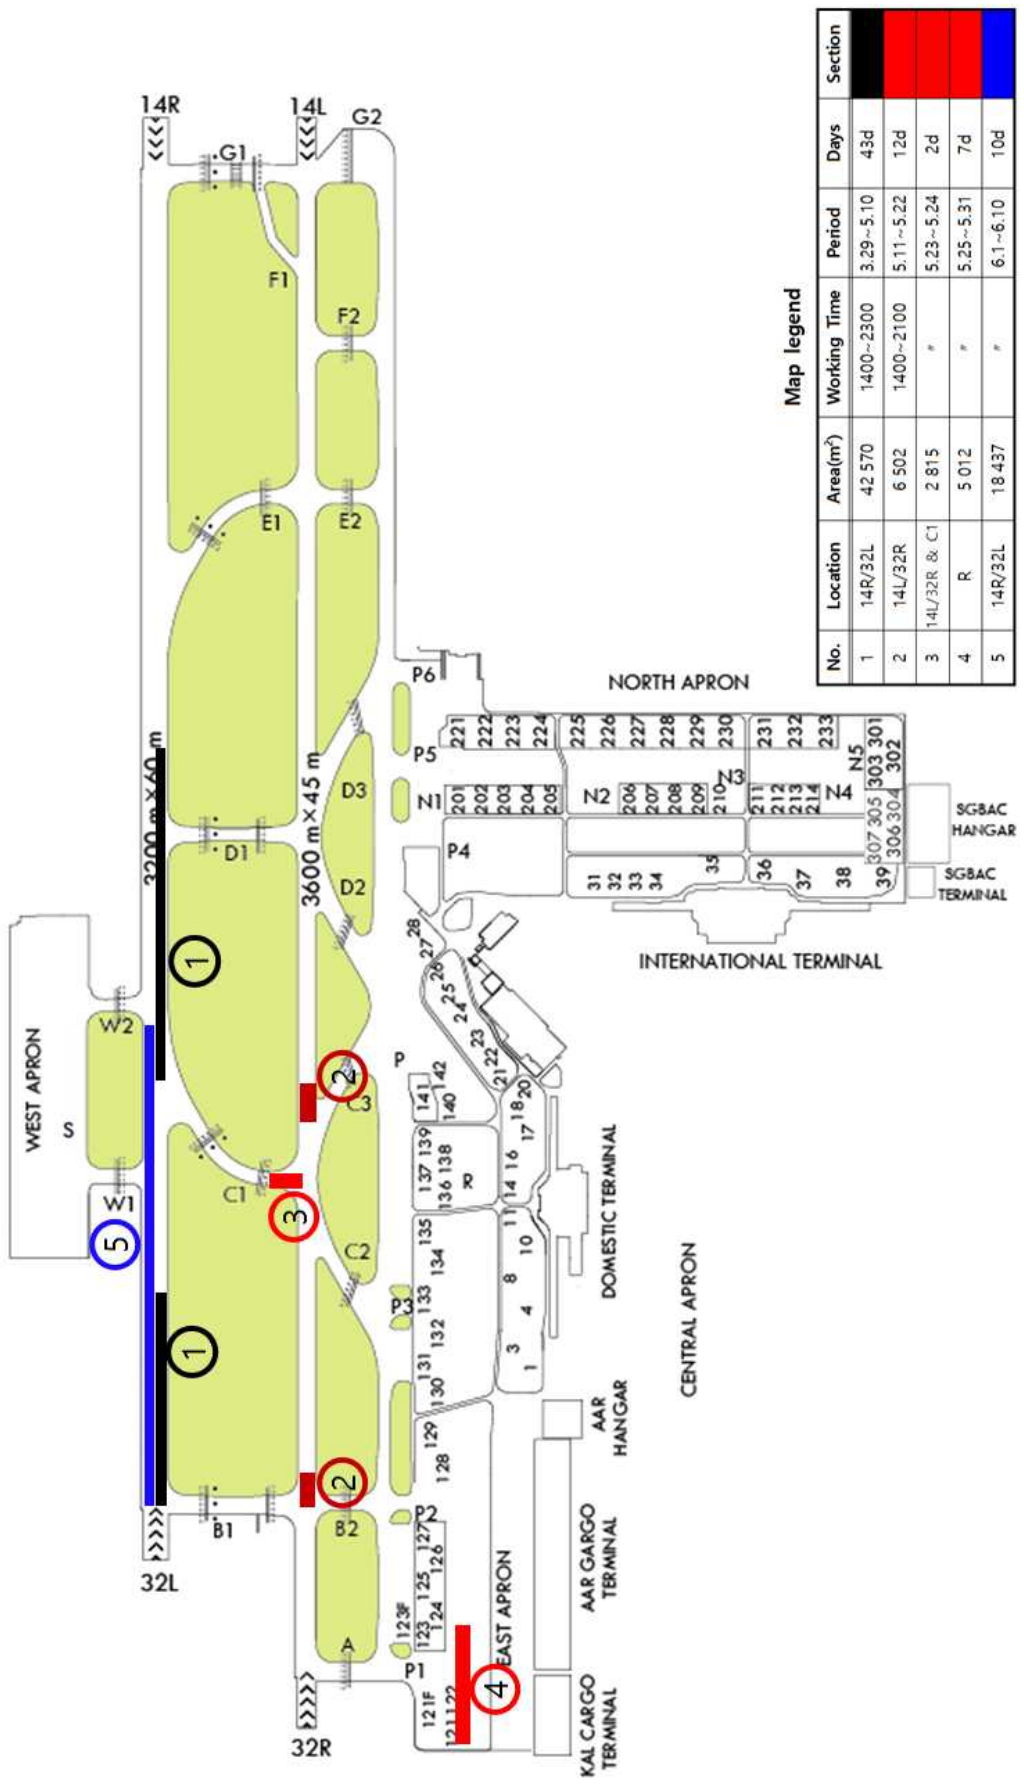 WEST APRON
S
W1
W2
5
32L
14R
3200 m×60 m
1
1
B1
C1
D1
E1
F1
G1
3
32R
14L
3600 m×45 m
2
2
A
B2
C2
C3
D2
D3
E2
F2
G2
P1
P2
P3
P
P4
P5
P6
121F
121 122
123F
123
124
125
126
127
128
129
130
131
132
133
134
135
136
137
138
139
R
140
141
142
4
EAST APRON
1
3
4
8
10
11
14
16
17
18
20
21
22
23
24
25
26
27
28
N1
201
202
203
204
205
N2
206
207
208
209
210
N3
211
212
213
214
N4
N5
221
222
223
224
225
226
227
228
229
230
231
232
233
301
302
303
304
305
306
307
31
32
33
34
35
36
37
38
39
NORTH APRON
INTERNATIONAL TERMINAL
SGBAC
HANGAR
SGBAC
TERMINAL
DOMESTIC TERMINAL
CENTRAL APRON
AAR
HANGAR
AAR GARGO
TERMINAL
KAL CARGO
TERMINAL
Map legend
No. Location Area(m²) Working Time Period Days Section
1 14R/32L 42 570 1400~2300 3.29~5.10 43d
2 14L/32R 6 502 1400~2100 5.11~5.22 12d
3 14L/32R & C1 2 815 〃 5.23~5.24 2d
4 R 5 012 〃 5.25~5.31 7d
5 14R/32L 18 437 〃 6.1~6.10 10d